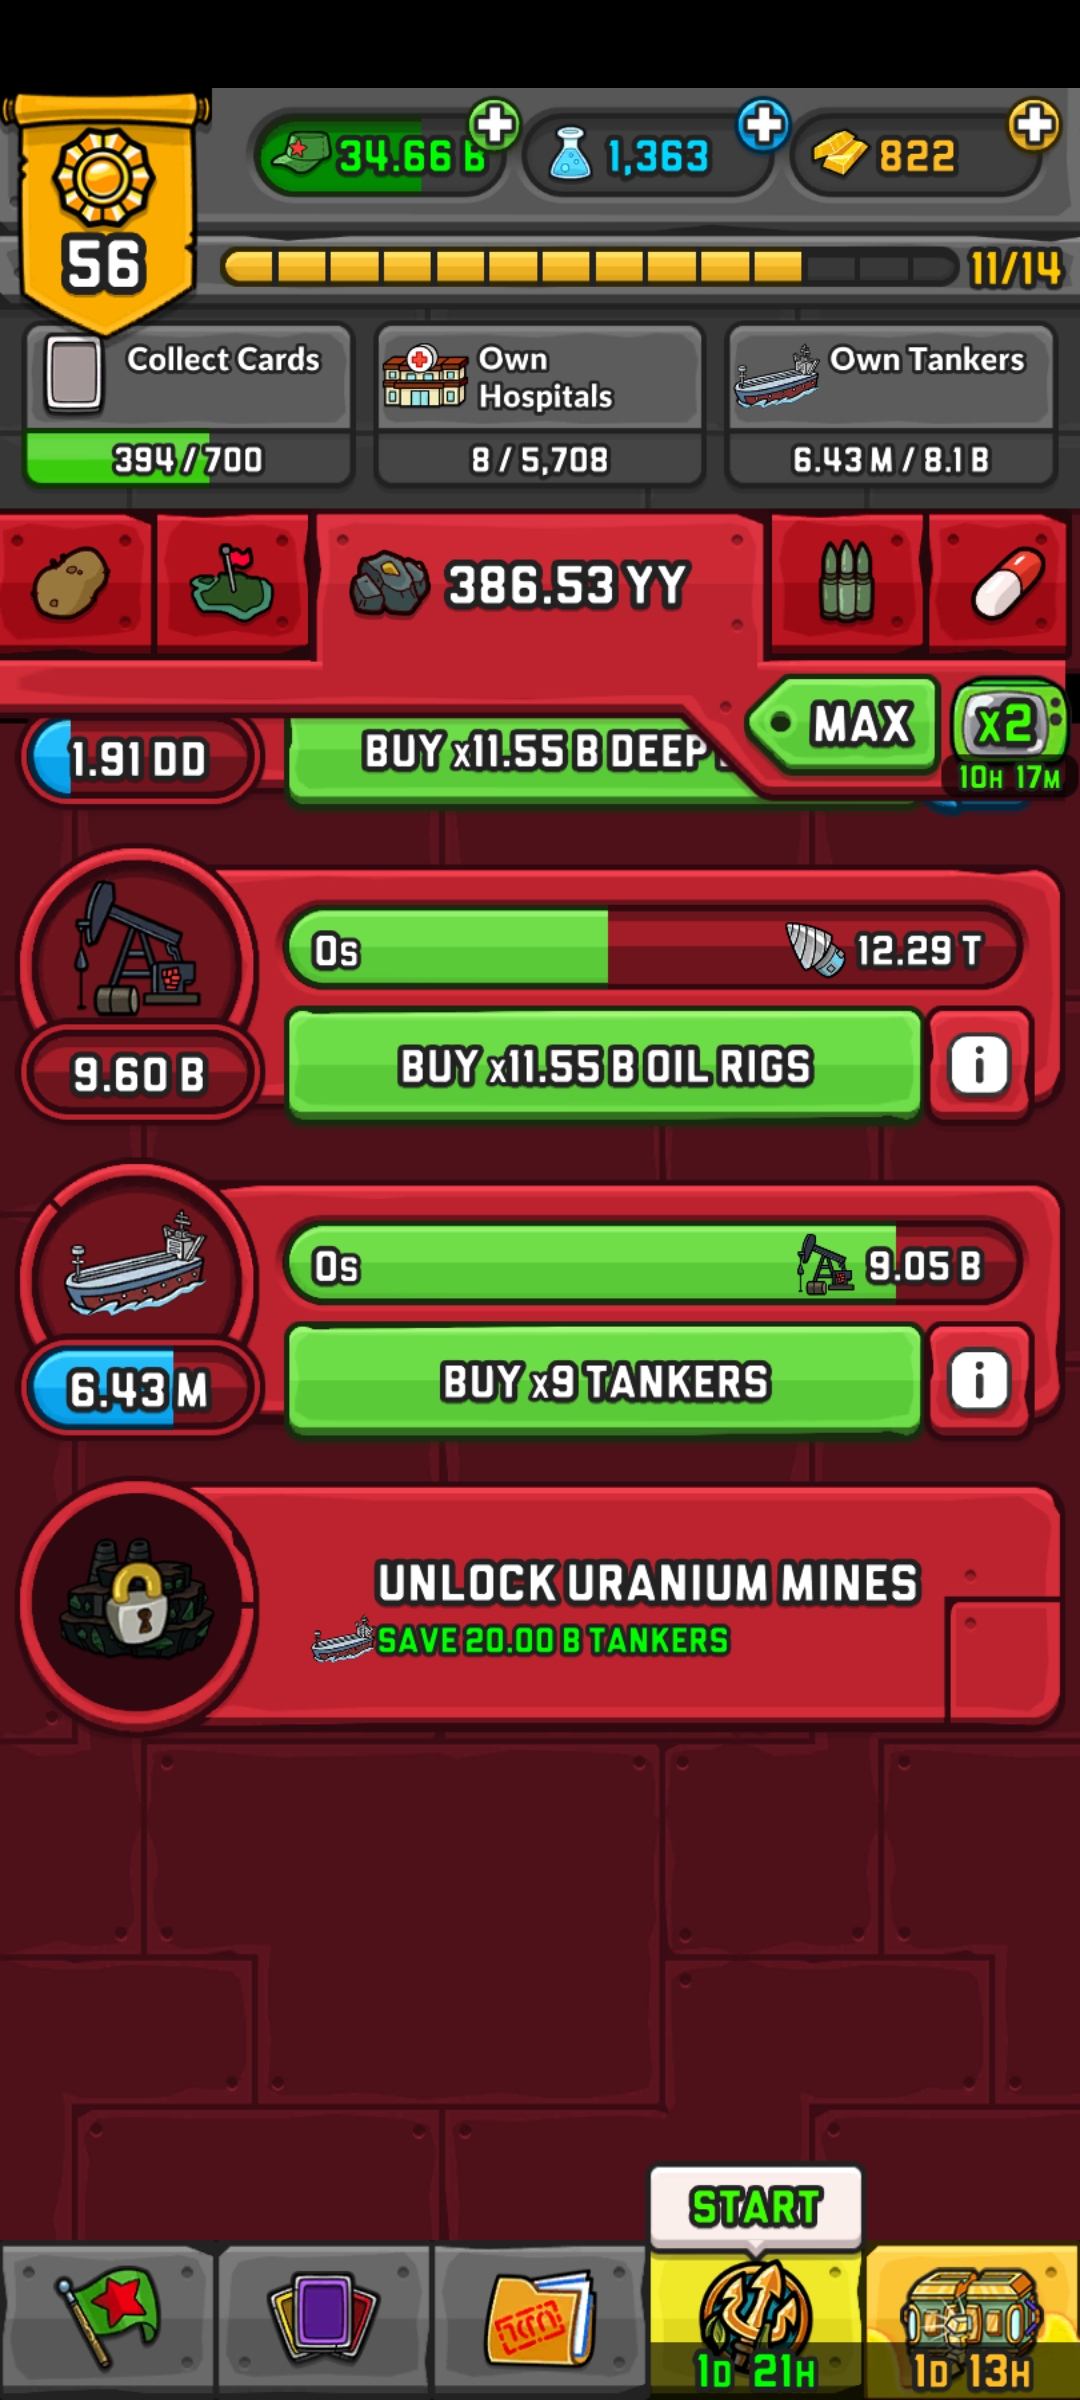 34.66 B
1,363
822
56
11/14
Collect Cards
394/700
Own
Hospitals
8/5,708
Own Tankers
6.43 M/8.1 B
386.53 YY
MAX
x2
10H 17M
1.91 DD
BUY x11.55 B DEEP
0s
12.29 T
9.60 B
BUY x11.55 B OIL RIGS
i
0s
9.05 B
6.43 M
BUY x9 TANKERS
i
UNLOCK URANIUM MINES
SAVE 20.00 B TANKERS
START
1D 21H
1D 13H